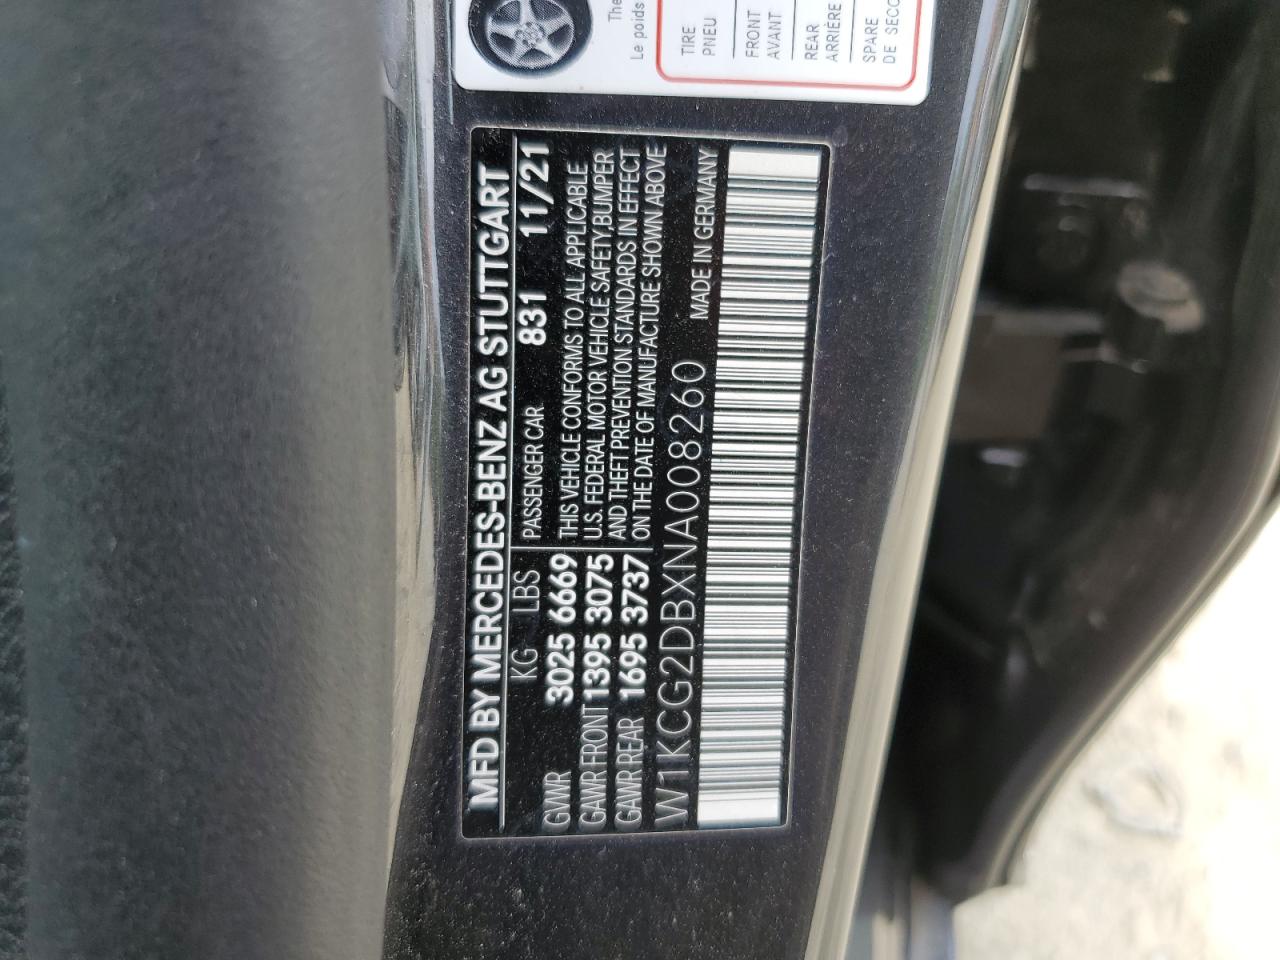 MFD BY MERCEDES-BENZ AG STUTTGART
KG LBS PASSENGER CAR 831 11/21
GVWR 3025 6669 THIS VEHICLE CONFORMS TO ALL APPLICABLE
GAWR FRONT 1395 3075 U.S. FEDERAL MOTOR VEHICLE SAFETY,BUMPER
GAWR REAR 1695 3737 AND THEFT PREVENTION STANDARDS IN EFFECT
ON THE DATE OF MANUFACTURE SHOWN ABOVE
W1KCG2DBXNA008260 MADE IN GERMANY
The
Le poids
TIRE
PNEU
FRONT
AVANT
REAR
ARRIÈRE
SPARE
DE SECO